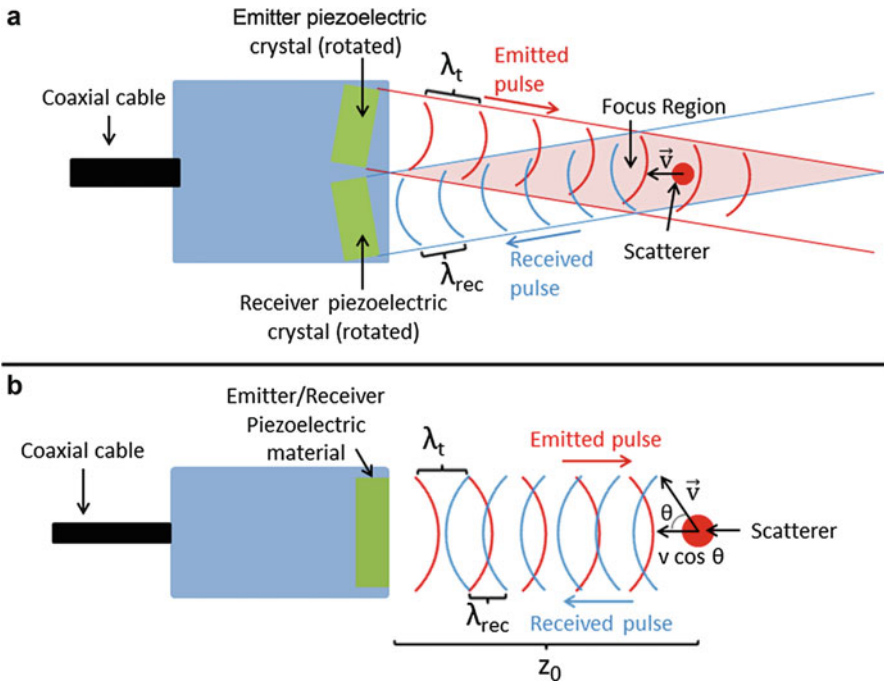 a
Emitter piezoelectric
crystal (rotated)
Coaxial cable
λt
Emitted
pulse
Focus Region
v⃗
Scatterer
Received
pulse
λrec
Receiver piezoelectric
crystal (rotated)
b
Emitter/Receiver
Piezoelectric
material
Coaxial cable
λt
Emitted pulse
v⃗
θ
Scatterer
v cos θ
λrec
Received pulse
z0